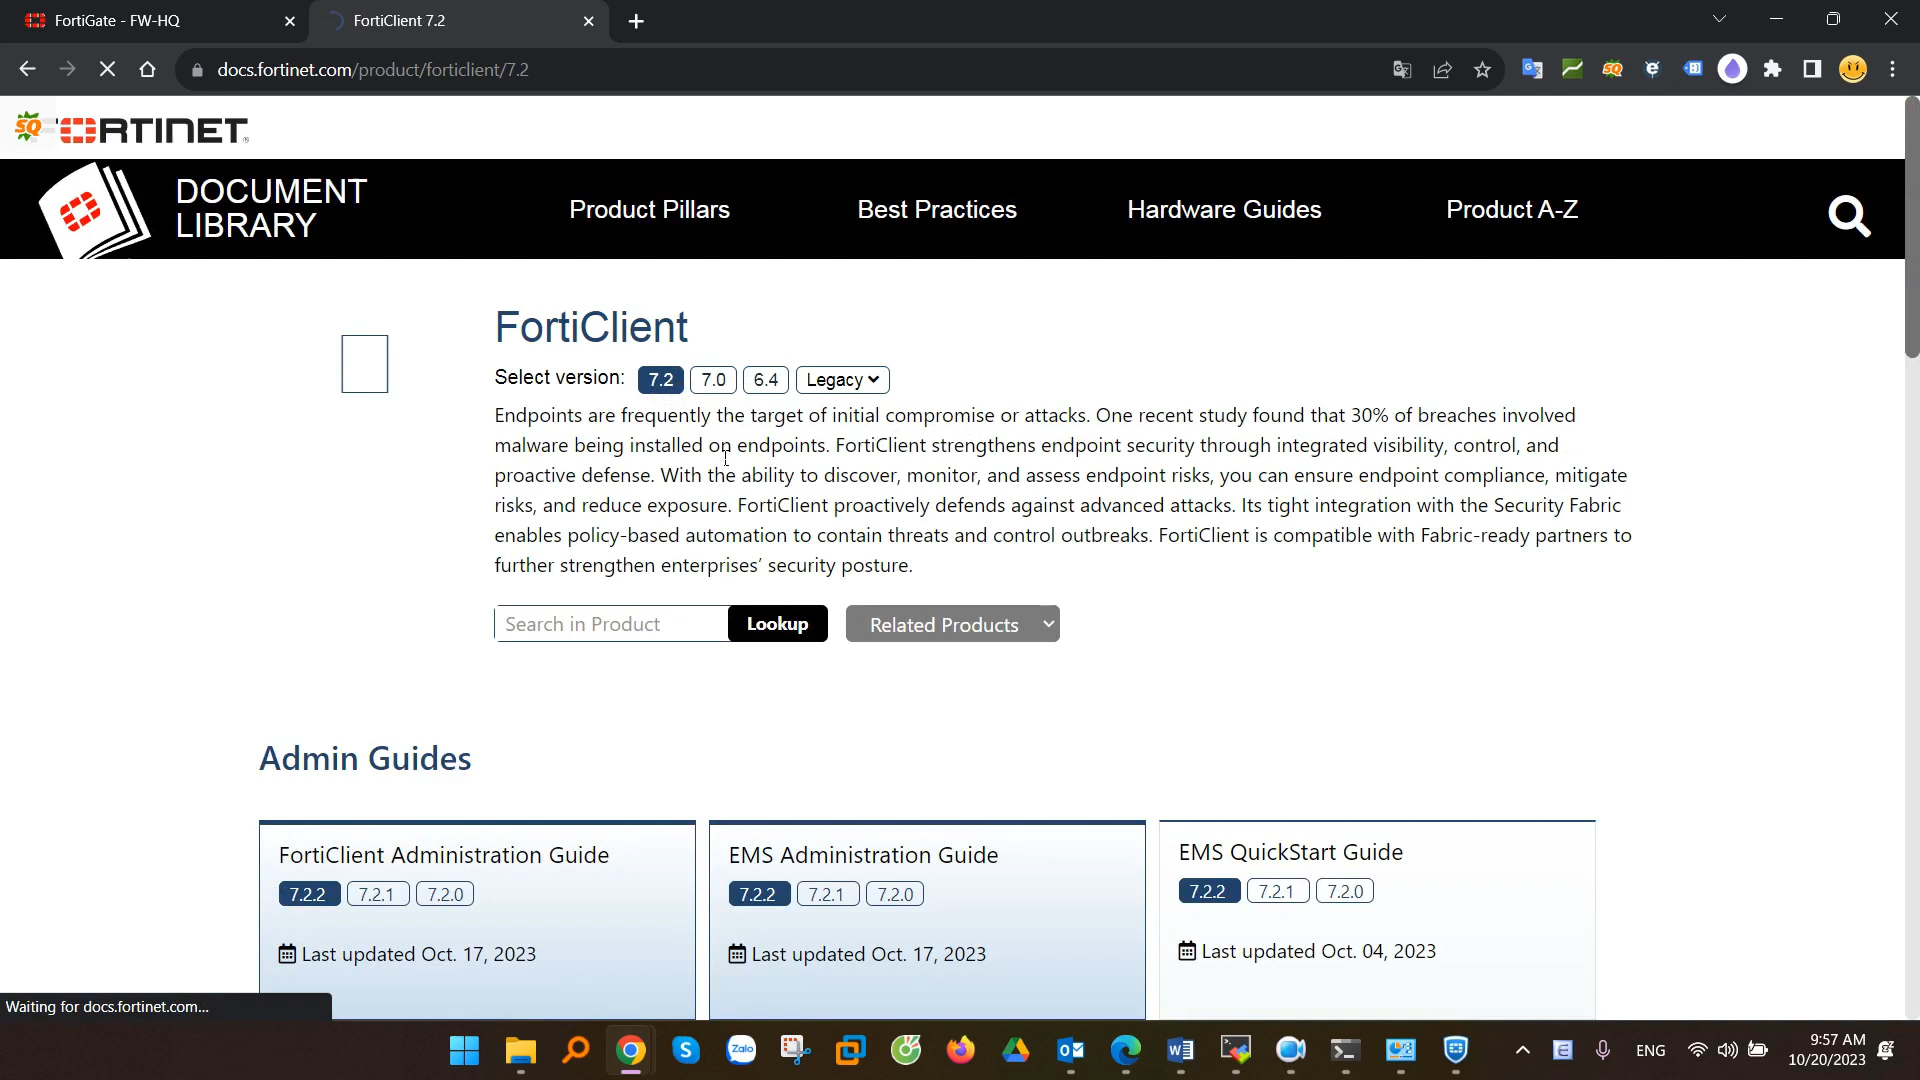 FortiGate - FW-HQ
FortiClient 7.2
docs.fortinet.com/product/forticlient/7.2
SQ
SQ FORTINET
DOCUMENT
LIBRARY
Product Pillars
Best Practices
Hardware Guides
Product A-Z
FortiClient
Select version: 7.2 7.0 6.4 Legacy
Endpoints are frequently the target of initial compromise or attacks. One recent study found that 30% of breaches involved
malware being installed on endpoints. FortiClient strengthens endpoint security through integrated visibility, control, and
proactive defense. With the ability to discover, monitor, and assess endpoint risks, you can ensure endpoint compliance, mitigate
risks, and reduce exposure. FortiClient proactively defends against advanced attacks. Its tight integration with the Security Fabric
enables policy-based automation to contain threats and control outbreaks. FortiClient is compatible with Fabric-ready partners to
further strengthen enterprises’ security posture.
Search in Product Lookup Related Products
Admin Guides
FortiClient Administration Guide
7.2.2 7.2.1 7.2.0
Last updated Oct. 17, 2023
EMS Administration Guide
7.2.2 7.2.1 7.2.0
Last updated Oct. 17, 2023
EMS QuickStart Guide
7.2.2 7.2.1 7.2.0
Last updated Oct. 04, 2023
Waiting for docs.fortinet.com...
Zalo
ENG
9:57 AM
10/20/2023